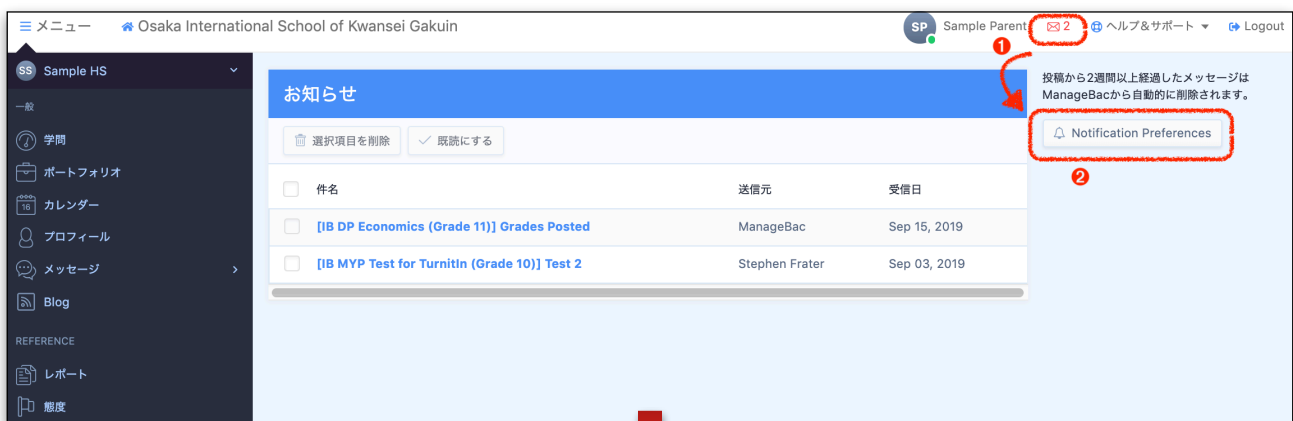 メニュー Osaka International School of Kwansei Gakuin SP Sample Parent 2 ヘルプ&サポート Logout
❶
SS Sample HS
一般
学問
ポートフォリオ
16 カレンダー
プロフィール
メッセージ
Blog
REFERENCE
レポート
態度
お知らせ
選択項目を削除 既読にする
件名 送信元 受信日
[IB DP Economics (Grade 11)] Grades Posted ManageBac Sep 15, 2019
[IB MYP Test for TurnitIn (Grade 10)] Test 2 Stephen Frater Sep 03, 2019
投稿から2週間以上経過したメッセージは
ManageBacから自動的に削除されます。
Notification Preferences
❷